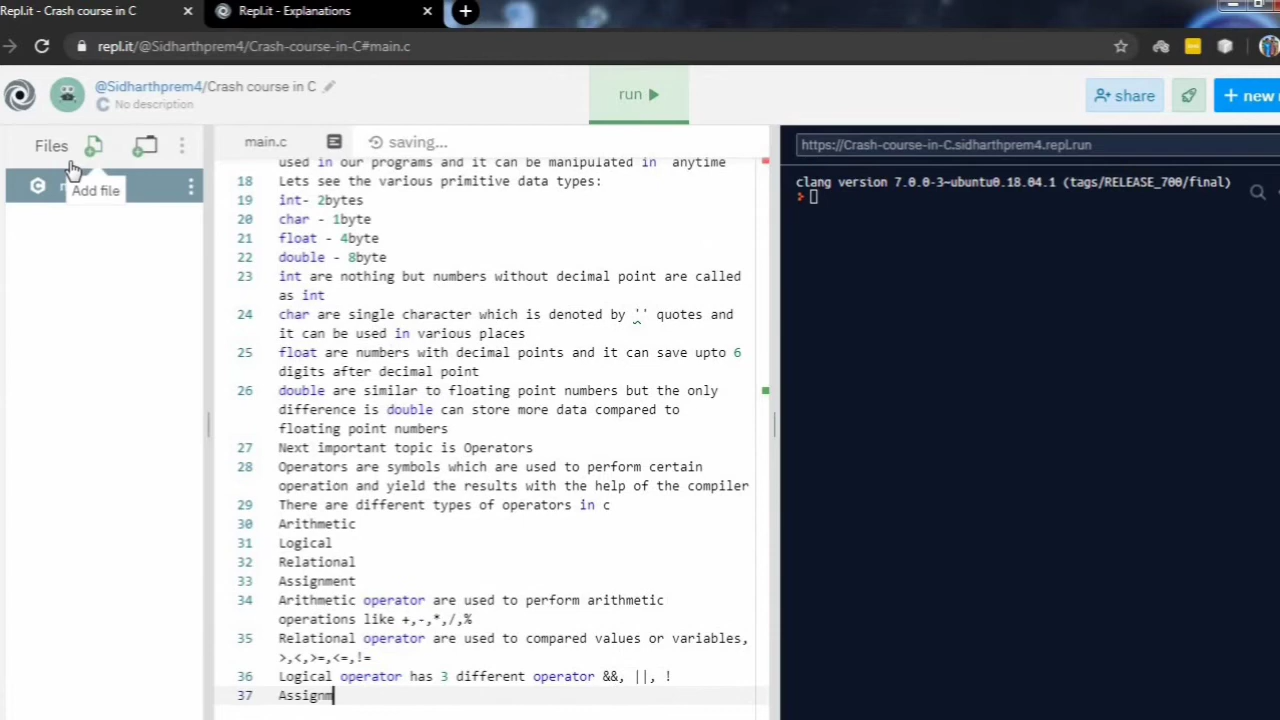 Repl.it - Crash course in C
Repl.it - Explanations
repl.it/@Sidharthprem4/Crash-course-in-C#main.c
@Sidharthprem4/Crash course in C
C No description
run
share
+ new
Files
Add file
main.c
saving...
used in our programs and it can be manipulated in anytime
18 Lets see the various primitive data types:
19 int- 2bytes
20 char - 1byte
21 float - 4byte
22 double - 8byte
23 int are nothing but numbers without decimal point are called
as int
24 char are single character which is denoted by '' quotes and
it can be used in various places
25 float are numbers with decimal points and it can save upto 6
digits after decimal point
26 double are similar to floating point numbers but the only
difference is double can store more data compared to
floating point numbers
27 Next important topic is Operators
28 Operators are symbols which are used to perform certain
operation and yield the results with the help of the compiler
29 There are different types of operators in c
30 Arithmetic
31 Logical
32 Relational
33 Assignment
34 Arithmetic operator are used to perform arithmetic
operations like +,-,*,/,%
35 Relational operator are used to compared values or variables,
>,<,>=,<=,!=
36 Logical operator has 3 different operator &&, ||, !
37 Assignm
https://Crash-course-in-C.sidharthprem4.repl.run
clang version 7.0.0-3~ubuntu0.18.04.1 (tags/RELEASE_700/final)